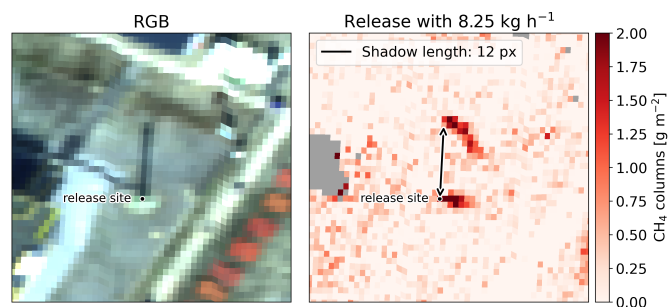 RGB
Release with 8.25 kg h⁻¹
Shadow length: 12 px
release site
release site
2.00
1.75
1.50
1.25
1.00
0.75
0.50
0.25
0.00
CH₄ columns [g m⁻²]